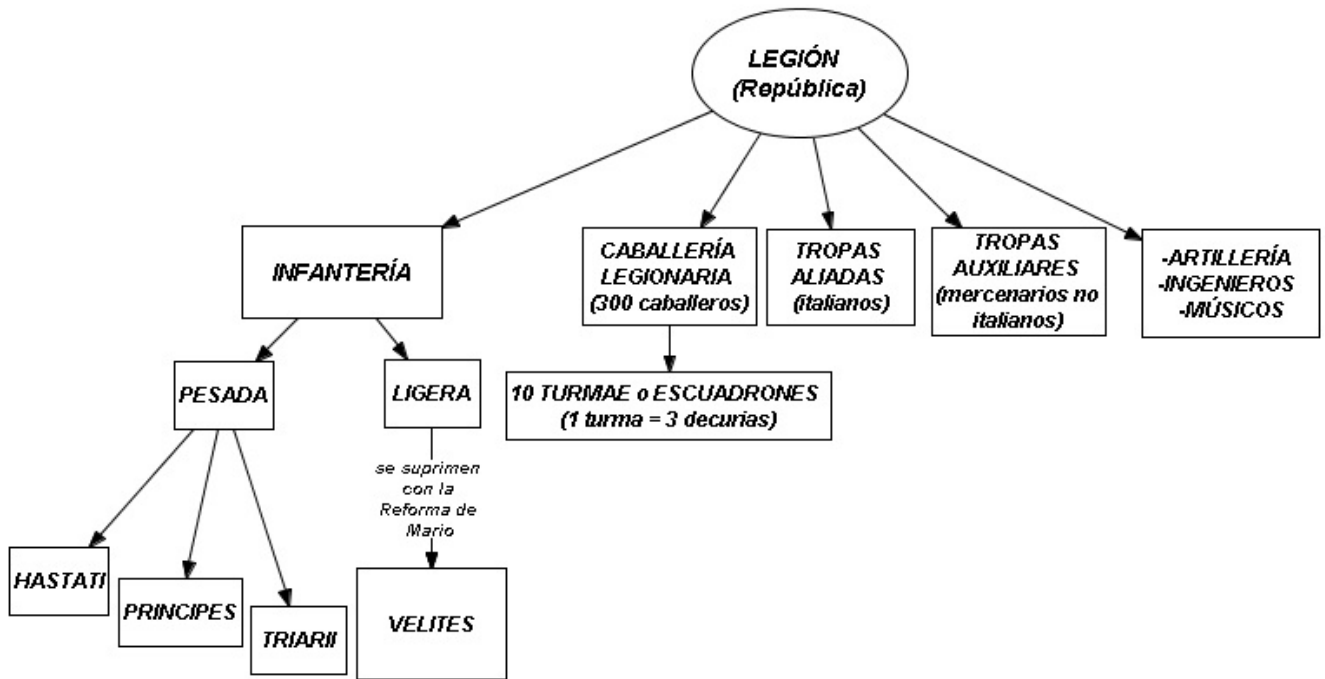 LEGIÓN
(República)
INFANTERÍA
CABALLERÍA
LEGIONARIA
(300 caballeros)
TROPAS
ALIADAS
(italianos)
TROPAS
AUXILIARES
(mercenarios no
italianos)
-ARTILLERÍA
-INGENIEROS
-MÚSICOS
PESADA
LIGERA
10 TURMAE o ESCUADRONES
(1 turma = 3 decurias)
se suprimen
con la
Reforma de
Mario
HASTATI
PRINCIPES
TRIARII
VELITES